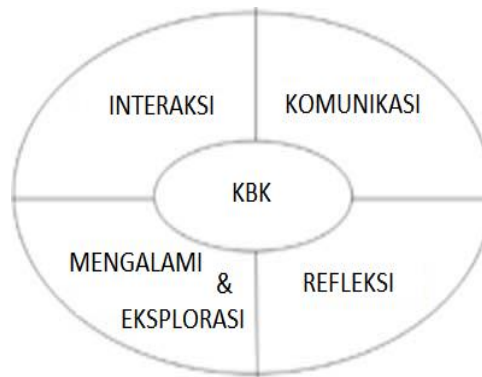 INTERAKSI
KOMUNIKASI
KBK
MENGALAMI
&
EKSPLORASI
REFLEKSI